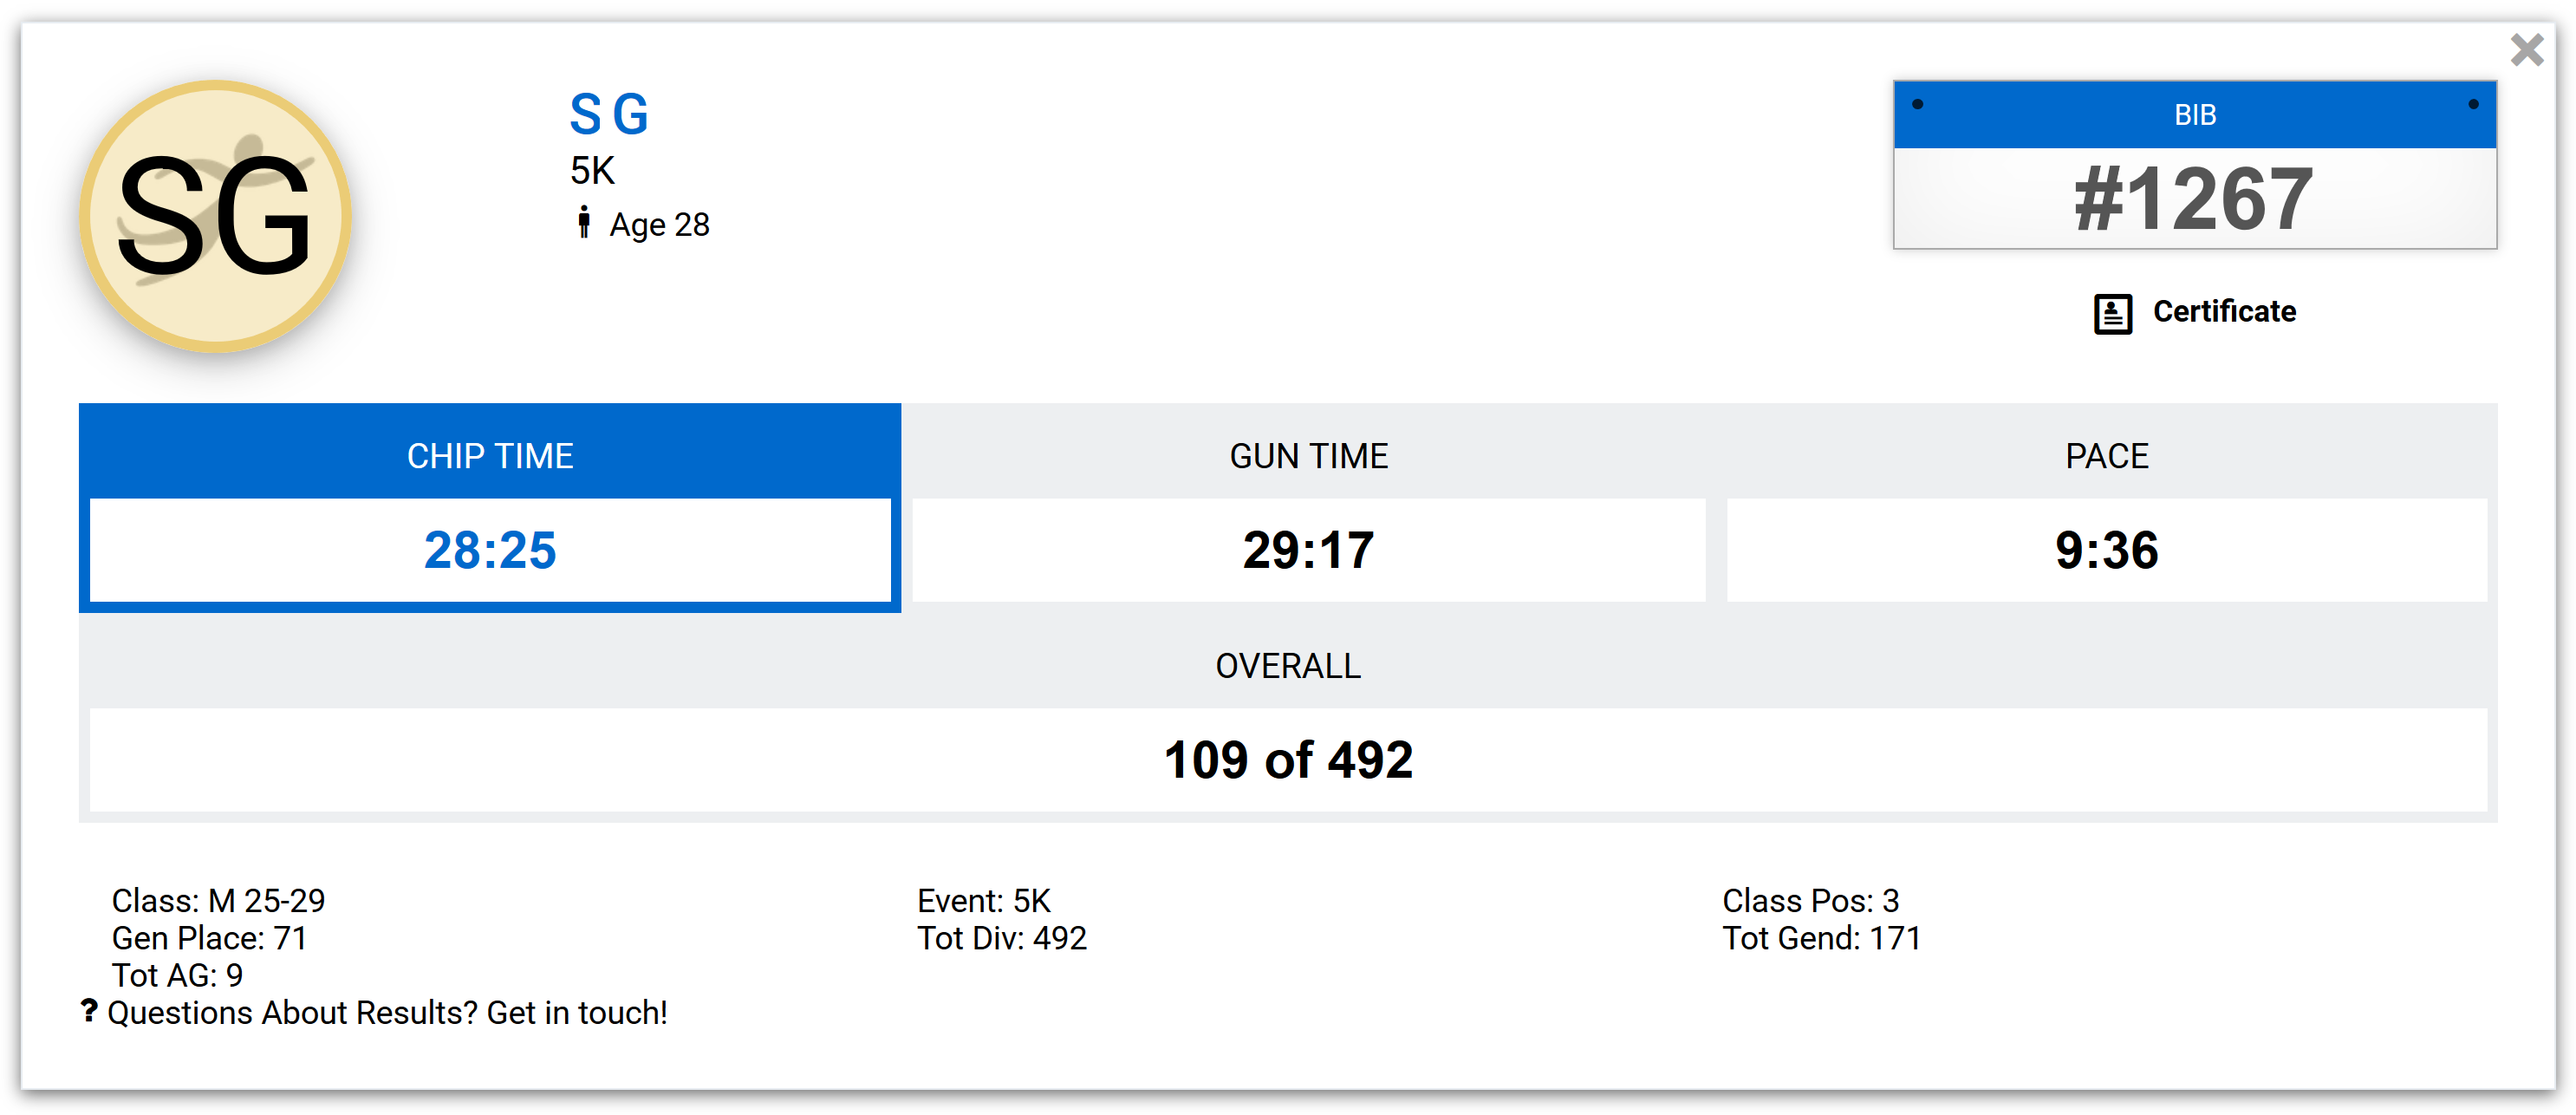 SG
S G
5K
Age 28
BIB
#1267
Certificate
CHIP TIME
GUN TIME
PACE
28:25
29:17
9:36
OVERALL
109 of 492
Class: M 25-29
Event: 5K
Class Pos: 3
Gen Place: 71
Tot Div: 492
Tot Gend: 171
Tot AG: 9
? Questions About Results? Get in touch!